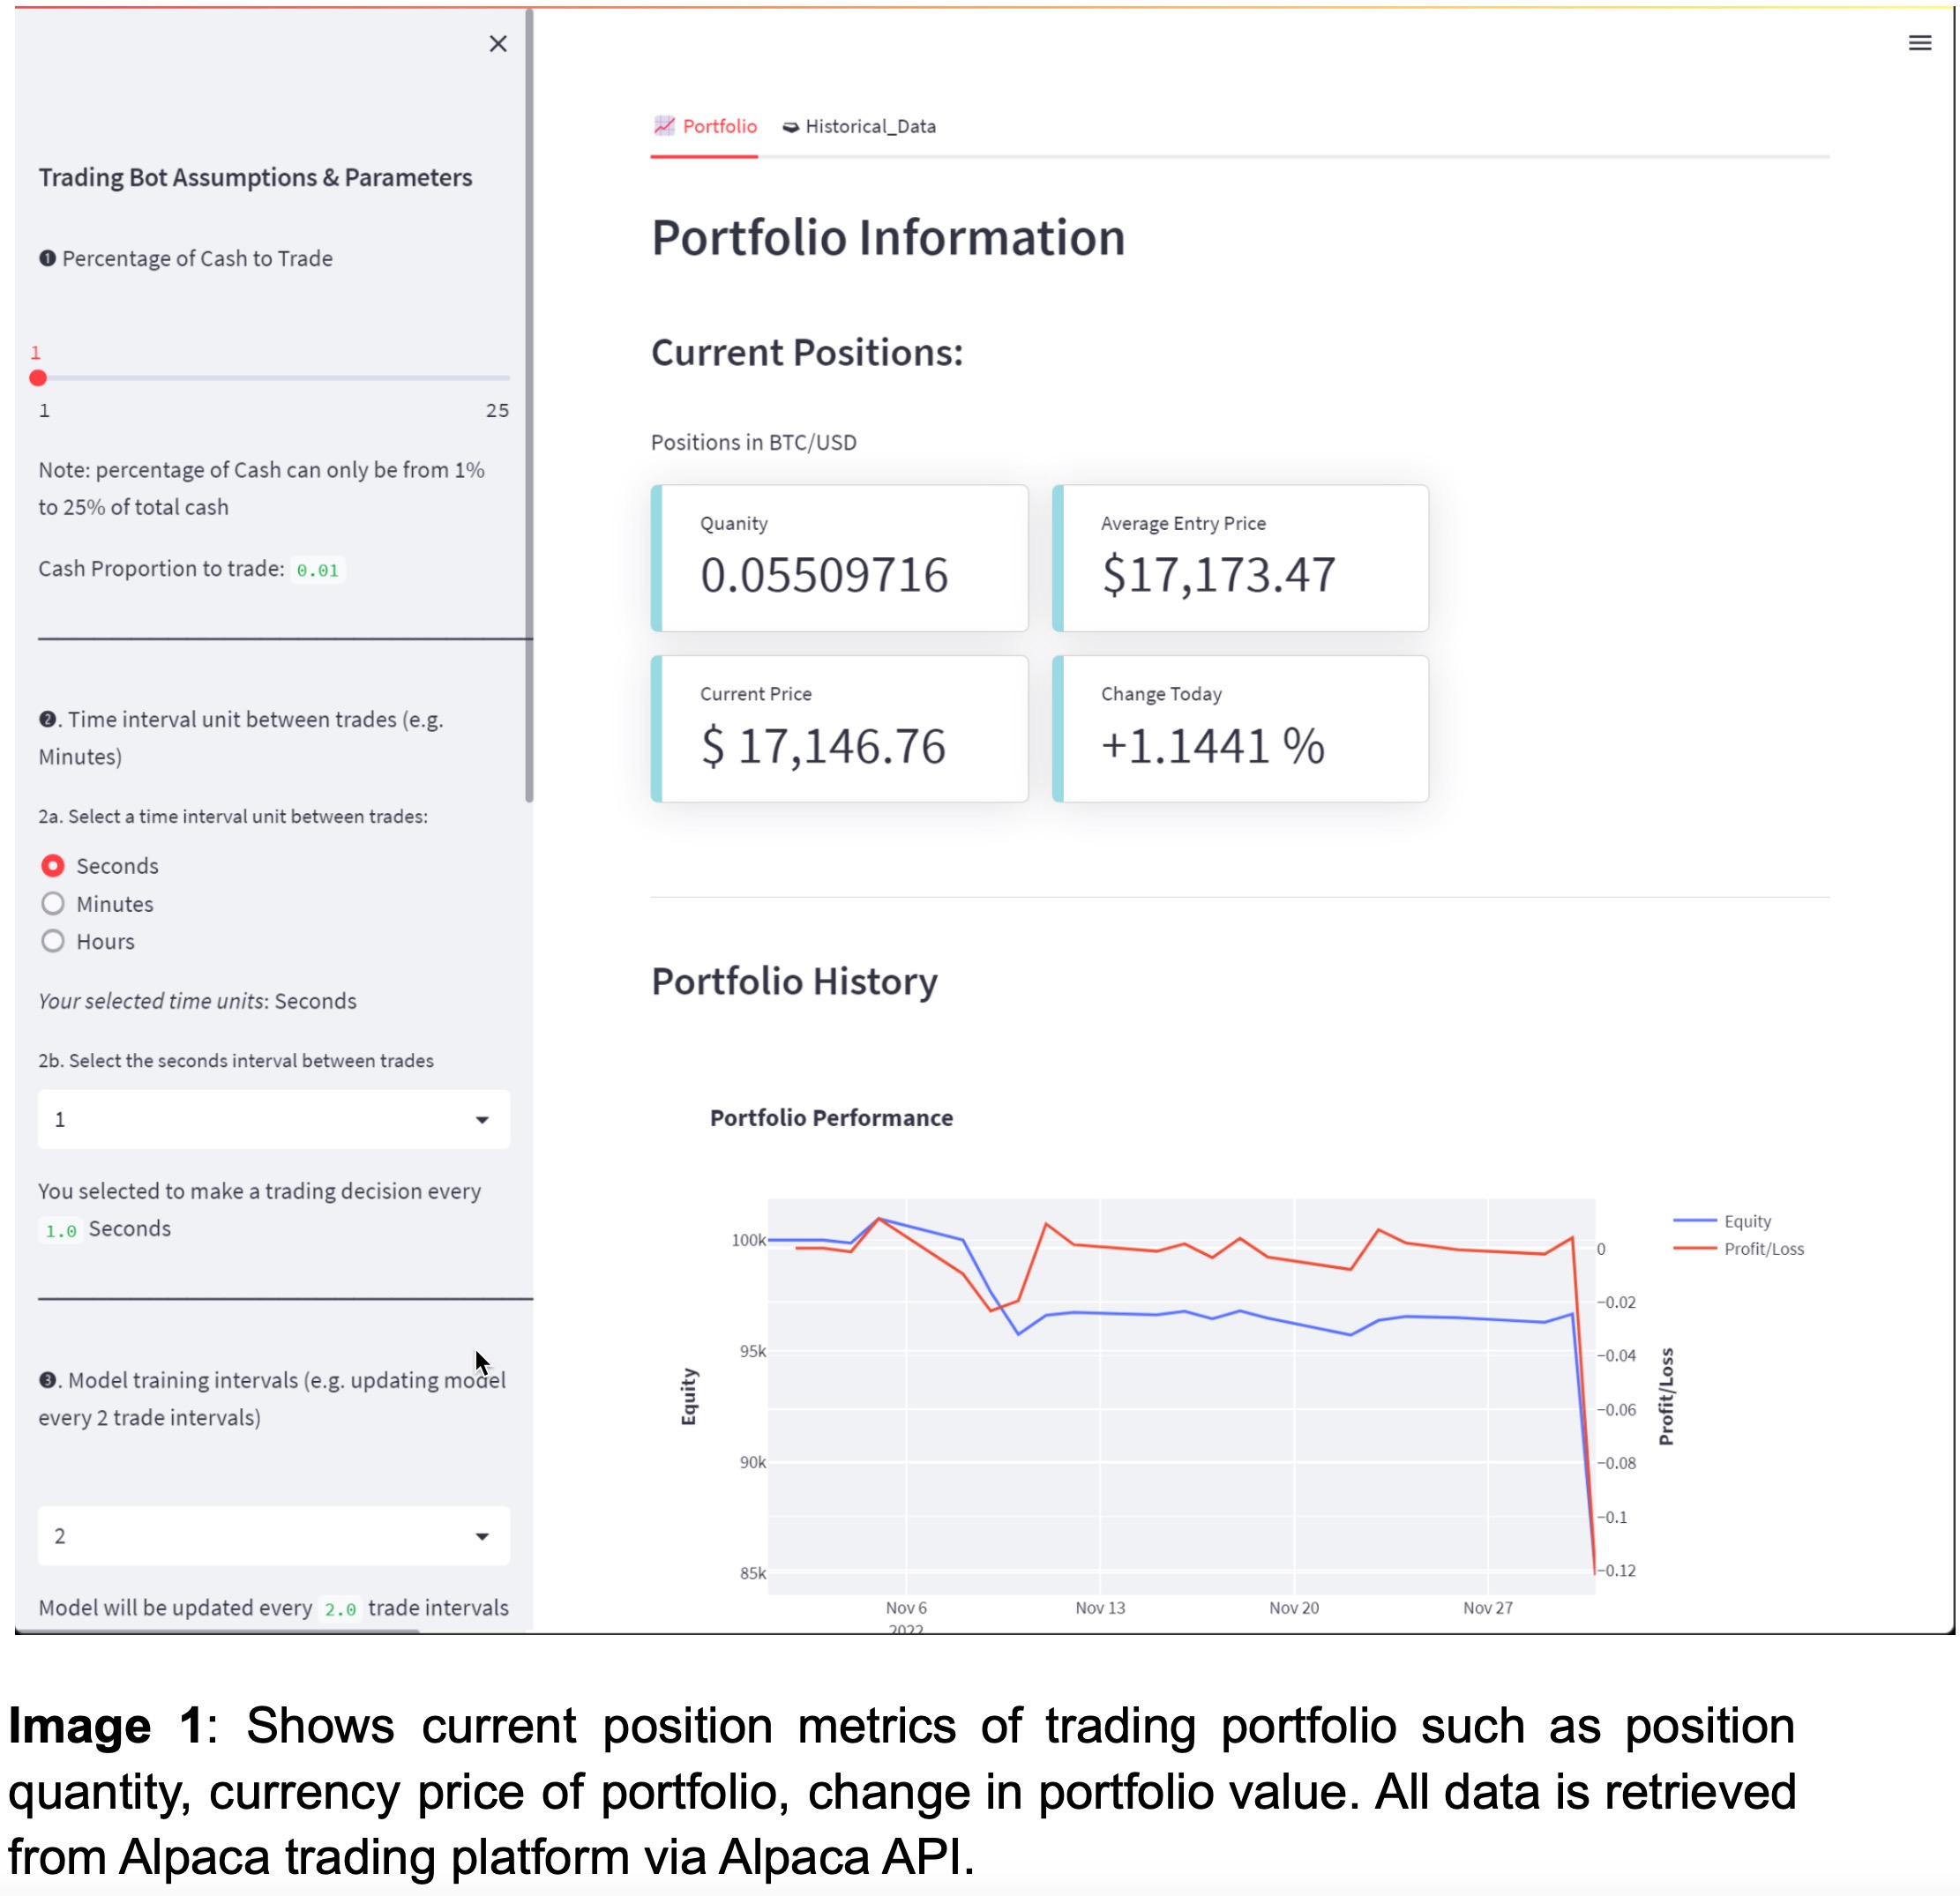 Trading Bot Assumptions & Parameters
❶ Percentage of Cash to Trade
1
1
25
Note: percentage of Cash can only be from 1%
to 25% of total cash
Cash Proportion to trade: 0.01
❷. Time interval unit between trades (e.g.
Minutes)
2a. Select a time interval unit between trades:
Seconds
Minutes
Hours
Your selected time units: Seconds
2b. Select the seconds interval between trades
1
You selected to make a trading decision every
1.0 Seconds
❸. Model training intervals (e.g. updating model
every 2 trade intervals)
2
Model will be updated every 2.0 trade intervals
Portfolio
Historical_Data
Portfolio Information
Current Positions:
Positions in BTC/USD
Quanity
0.05509716
Average Entry Price
$17,173.47
Current Price
$ 17,146.76
Change Today
+1.1441 %
Portfolio History
Portfolio Performance
Equity
Profit/Loss
100k
95k
90k
85k
Equity
0
−0.02
−0.04
−0.06
−0.08
−0.1
−0.12
Profit/Loss
Nov 6
2022
Nov 13
Nov 20
Nov 27
Image 1: Shows current position metrics of trading portfolio such as position
quantity, currency price of portfolio, change in portfolio value. All data is retrieved
from Alpaca trading platform via Alpaca API.